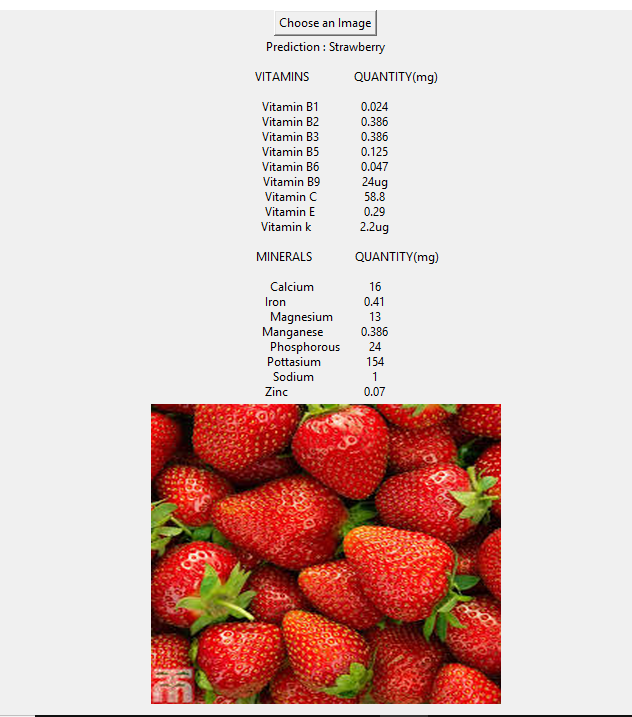 Choose an Image
Prediction : Strawberry
VITAMINS QUANTITY(mg)
Vitamin B1 0.024
Vitamin B2 0.386
Vitamin B3 0.386
Vitamin B5 0.125
Vitamin B6 0.047
Vitamin B9 24ug
Vitamin C 58.8
Vitamin E 0.29
Vitamin k 2.2ug
MINERALS QUANTITY(mg)
Calcium 16
Iron 0.41
Magnesium 13
Manganese 0.386
Phosphorous 24
Pottasium 154
Sodium 1
Zinc 0.07